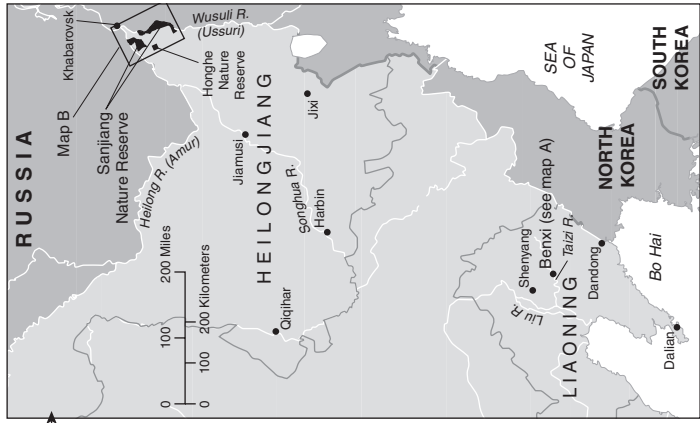 RUSSIA
Khabarovsk
Wusuli R.
(Ussuri)
Map B
Sanjiang
Nature Reserve
Honghe
Nature
Reserve
Heilong R. (Amur)
Jiamusi
Jixi
HEILONGJIANG
Songhua R.
Harbin
Qiqihar
0 100 200 Miles
0 100 200 Kilometers
SEA
OF
JAPAN
NORTH
KOREA
SOUTH
KOREA
Shenyang
Benxi (see map A)
Taizi R.
Liu R.
LIAONING
Dandong
Bo Hai
Dalian